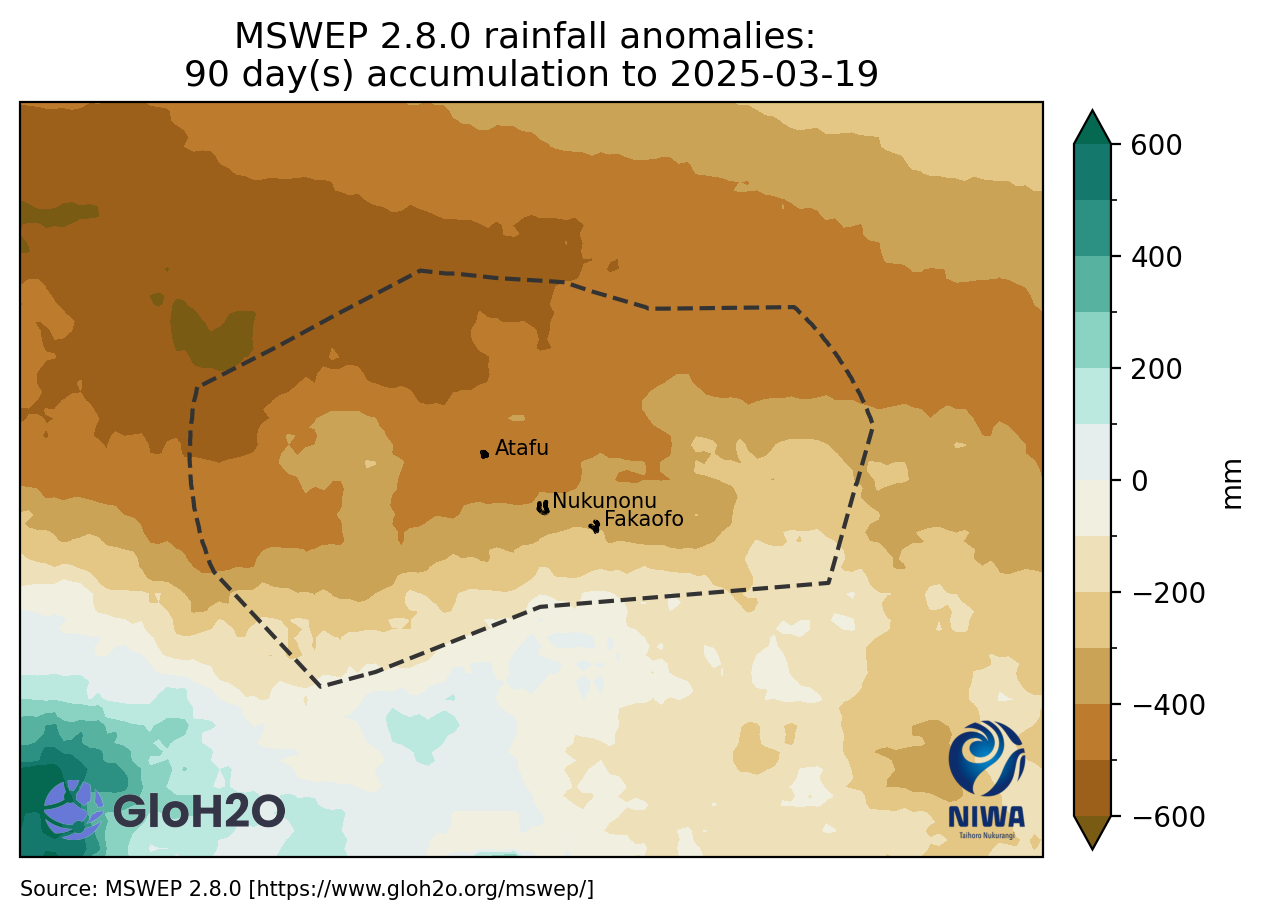 MSWEP 2.8.0 rainfall anomalies:
90 day(s) accumulation to 2025-03-19
600
400
200
0
−200
−400
−600
mm
Atafu
Nukunonu
Fakaofo
GloH2O
NIWA
Taihoro Nukurangi
Source: MSWEP 2.8.0 [https://www.gloh2o.org/mswep/]